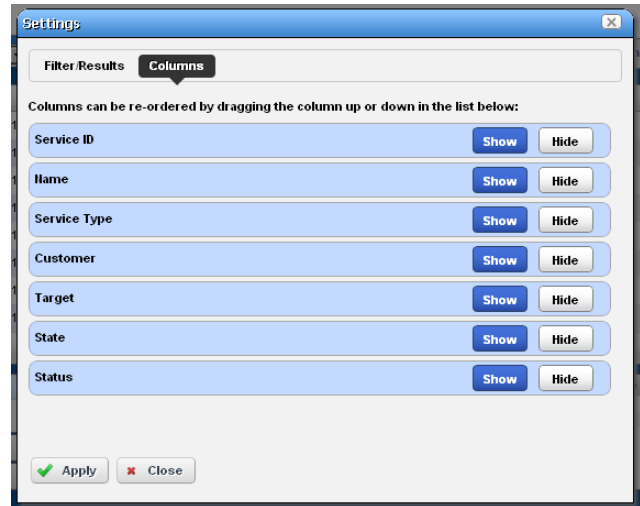 Settings
Filter/Results Columns
Columns can be re-ordered by dragging the column up or down in the list below:
Service ID Show Hide
Name Show Hide
Service Type Show Hide
Customer Show Hide
Target Show Hide
State Show Hide
Status Show Hide
Apply Close